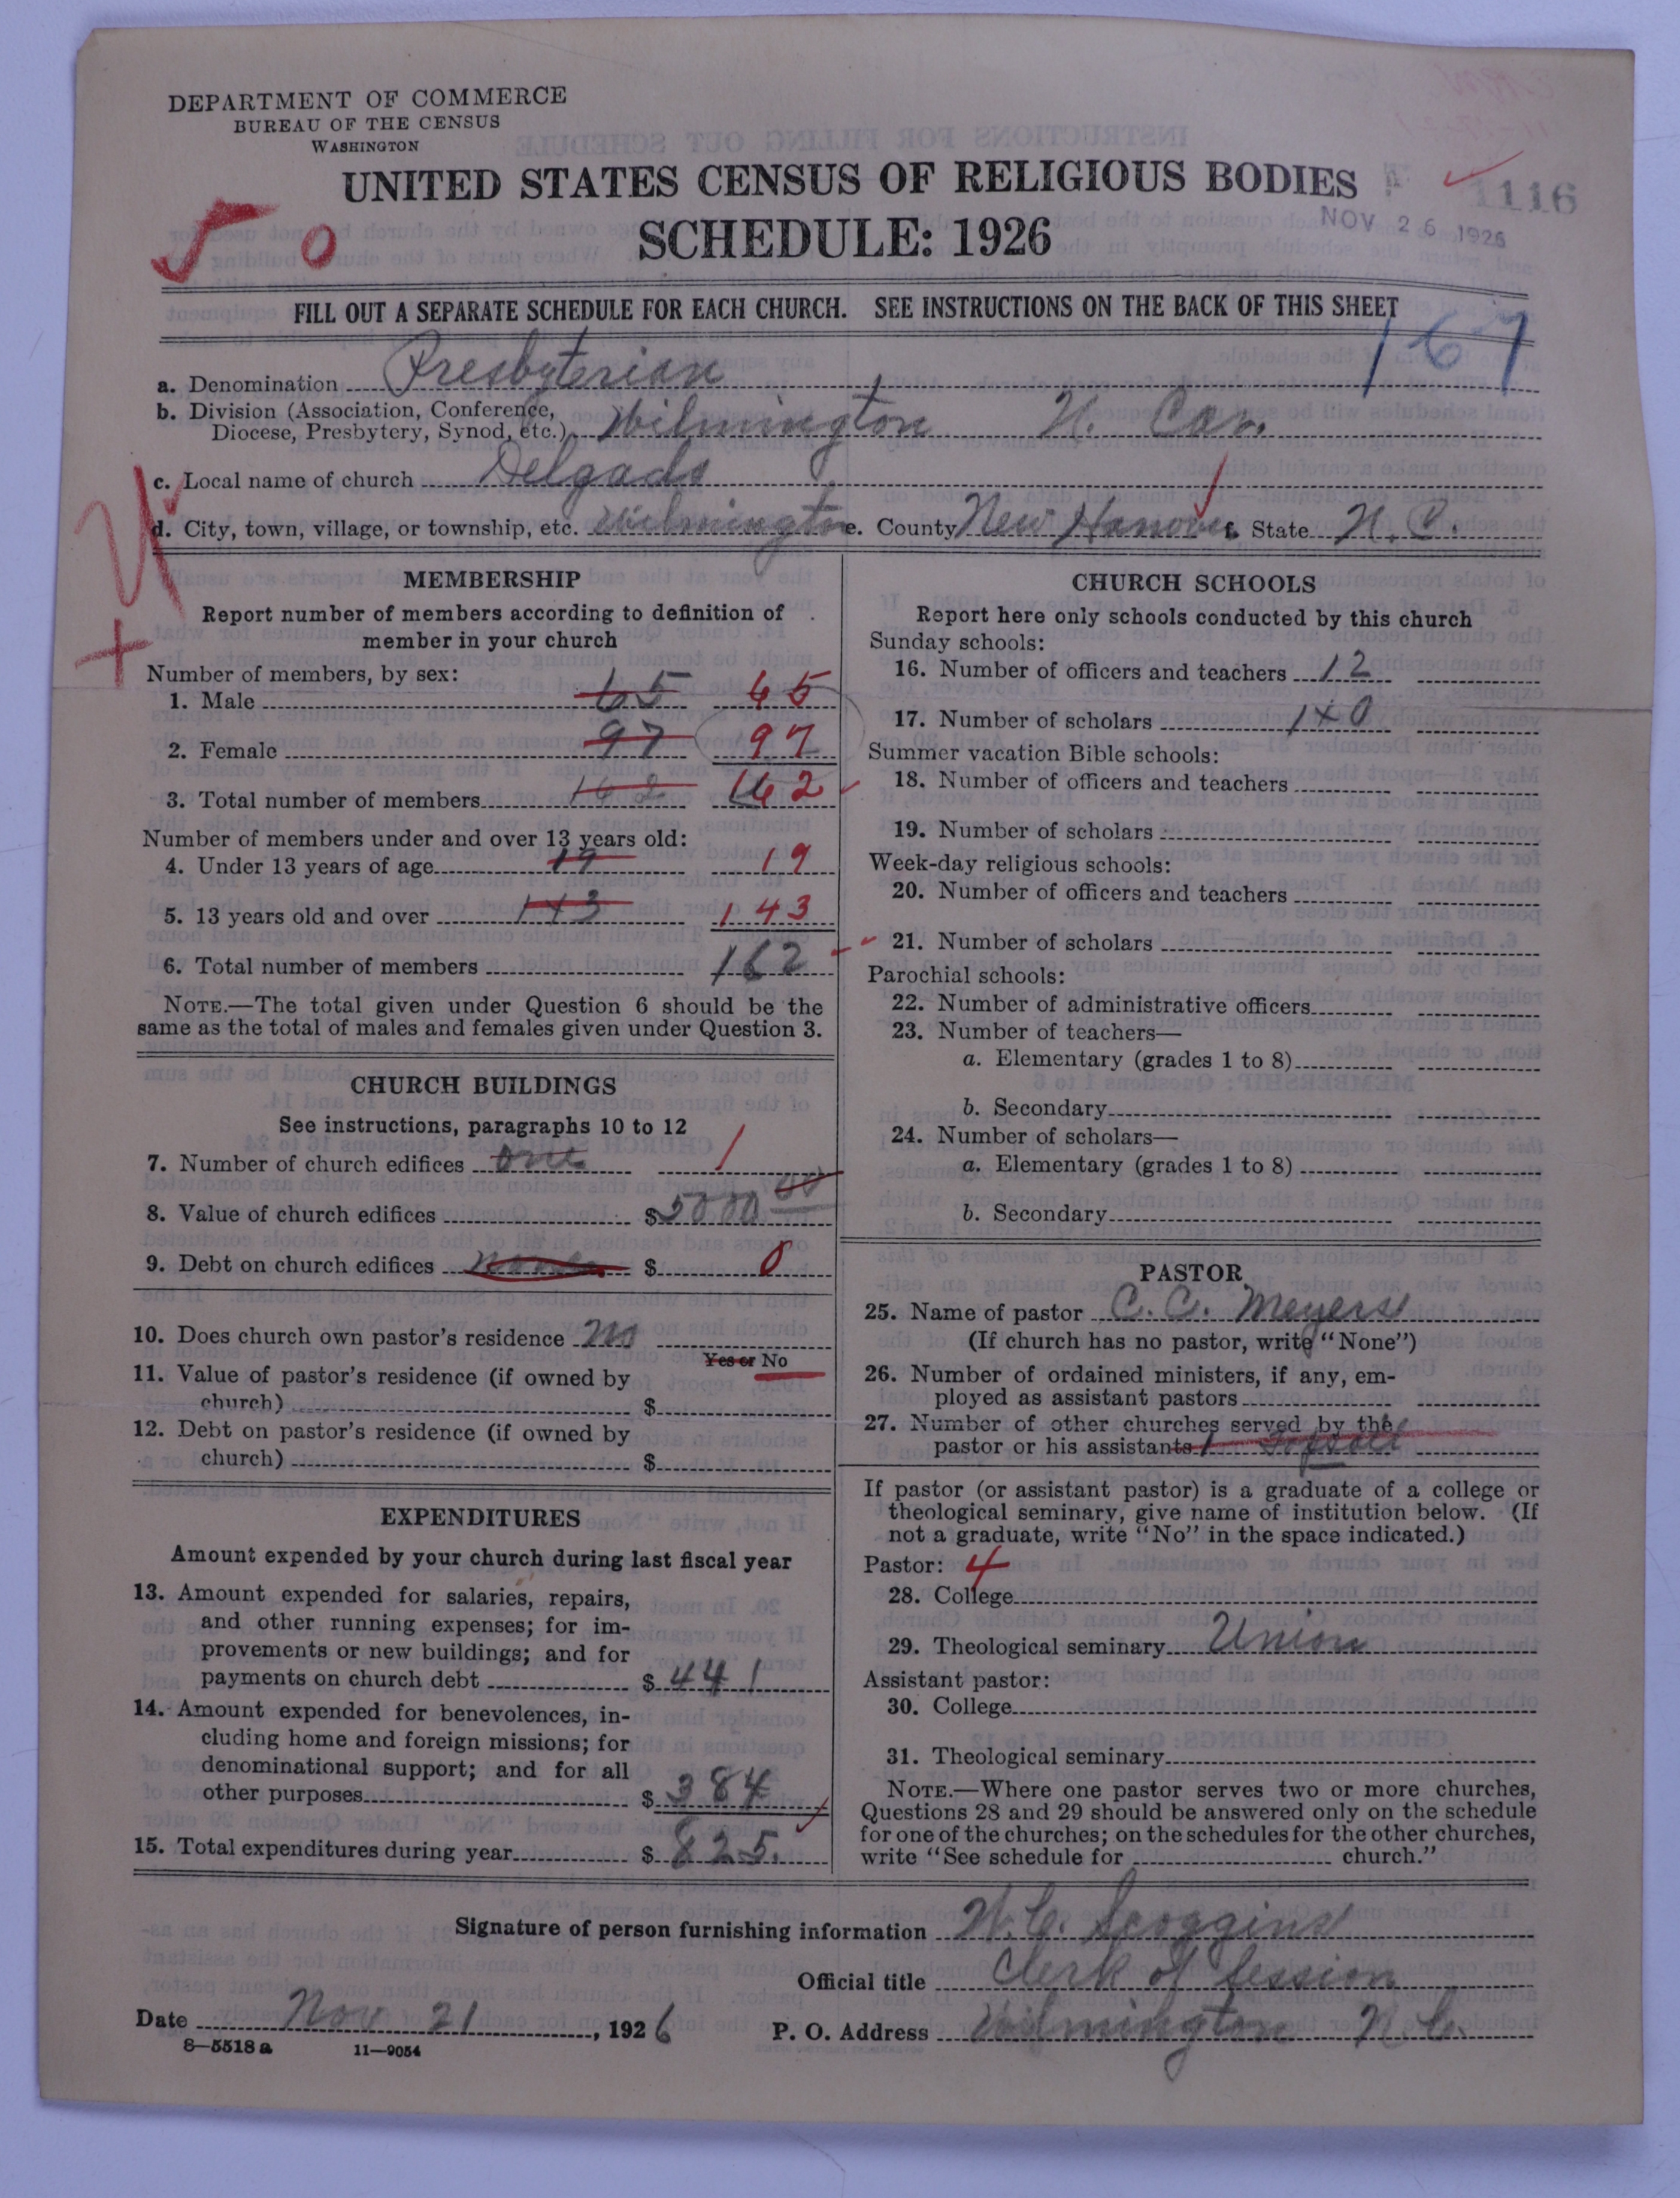 DEPARTMENT OF COMMERCE
BUREAU OF THE CENSUS
WASHINGTON
UNITED STATES CENSUS OF RELIGIOUS BODIES
SCHEDULE: 1926
1116
NOV 26 1926
0
FILL OUT A SEPARATE SCHEDULE FOR EACH CHURCH. SEE INSTRUCTIONS ON THE BACK OF THIS SHEET
167
a. Denomination Presbyterian
b. Division (Association, Conference,
Diocese, Presbytery, Synod, etc.) Wilmington N. Car.
c. Local name of church Delgado
d. City, town, village, or township, etc. Wilmington e. County New Hanover f. State N. C.
MEMBERSHIP
Report number of members according to definition of
member in your church
Number of members, by sex:
1. Male 65 65
2. Female 97 97
3. Total number of members 162 162
Number of members under and over 13 years old:
4. Under 13 years of age 19 19
5. 13 years old and over 143 143
6. Total number of members 162
NOTE.—The total given under Question 6 should be the
same as the total of males and females given under Question 3.
CHURCH BUILDINGS
See instructions, paragraphs 10 to 12
7. Number of church edifices one 1
8. Value of church edifices $5000 00
9. Debt on church edifices none $ 0
10. Does church own pastor's residence no
Yes or No
11. Value of pastor's residence (if owned by
church) $
12. Debt on pastor's residence (if owned by
church) $
EXPENDITURES
Amount expended by your church during last fiscal year
13. Amount expended for salaries, repairs,
and other running expenses; for im-
provements or new buildings; and for
payments on church debt $ 441
14. Amount expended for benevolences, in-
cluding home and foreign missions; for
denominational support; and for all
other purposes $ 384
15. Total expenditures during year $ 825.
CHURCH SCHOOLS
Report here only schools conducted by this church
Sunday schools:
16. Number of officers and teachers 12
17. Number of scholars 140
Summer vacation Bible schools:
18. Number of officers and teachers
19. Number of scholars
Week-day religious schools:
20. Number of officers and teachers
21. Number of scholars
Parochial schools:
22. Number of administrative officers
23. Number of teachers—
a. Elementary (grades 1 to 8)
b. Secondary
24. Number of scholars—
a. Elementary (grades 1 to 8)
b. Secondary
PASTOR
25. Name of pastor C. C. Meyers
(If church has no pastor, write "None")
26. Number of ordained ministers, if any, em-
ployed as assistant pastors
27. Number of other churches served by the
pastor or his assistants 1
If pastor (or assistant pastor) is a graduate of a college or
theological seminary, give name of institution below. (If
not a graduate, write "No" in the space indicated.)
Pastor: 4
28. College
29. Theological seminary Union
Assistant pastor:
30. College
31. Theological seminary
NOTE.—Where one pastor serves two or more churches,
Questions 28 and 29 should be answered only on the schedule
for one of the churches; on the schedules for the other churches,
write "See schedule for church."
Signature of person furnishing information W. C. Scoggins
Official title Clerk of Session
Date Nov 21, 1926 P. O. Address Wilmington N. C.
8—5518 a 11—9054